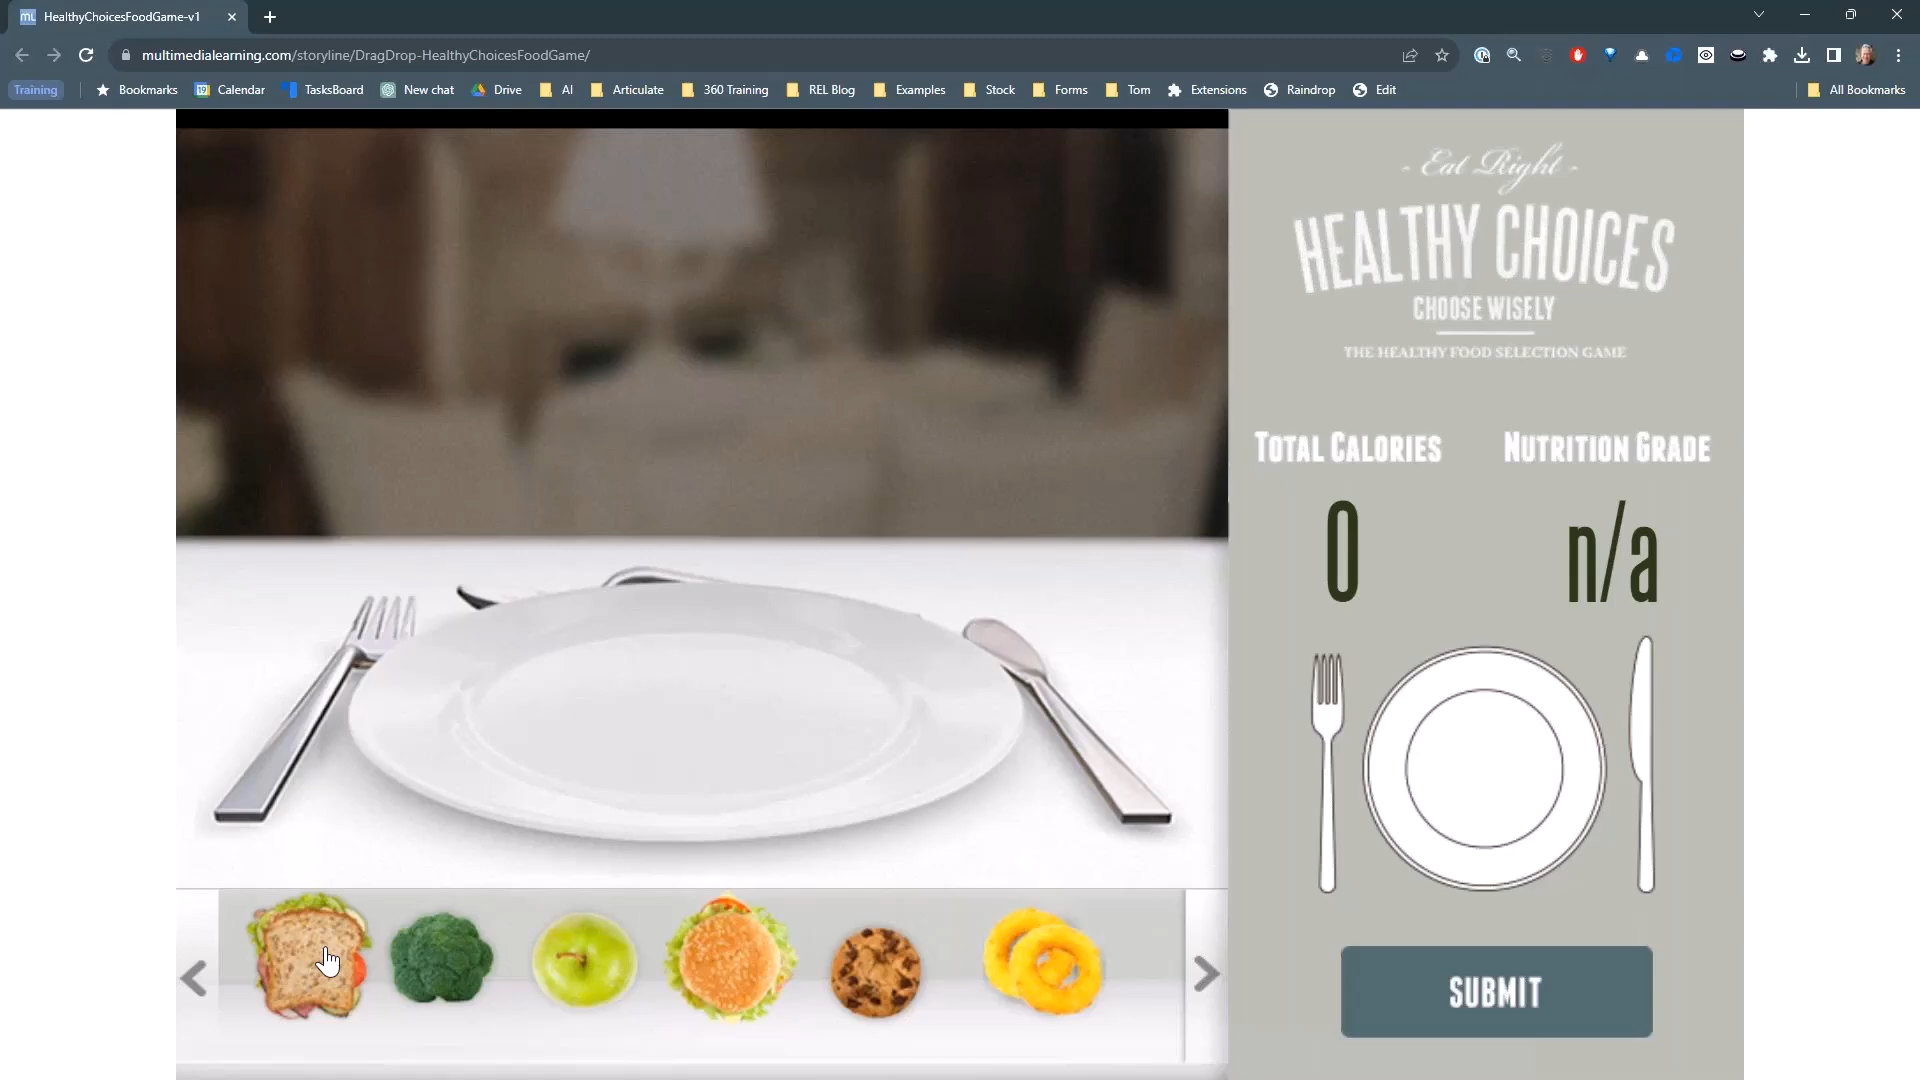 mL HealthyChoicesFoodGame-v1
multimedialearning.com/storyline/DragDrop-HealthyChoicesFoodGame/
Training
Bookmarks
19 Calendar
TasksBoard
New chat
Drive
AI
Articulate
360 Training
REL Blog
Examples
Stock
Forms
Tom
Extensions
Raindrop
Edit
All Bookmarks
- Eat Right -
HEALTHY CHOICES
CHOOSE WISELY
THE HEALTHY FOOD SELECTION GAME
TOTAL CALORIES
NUTRITION GRADE
0
n/a
SUBMIT